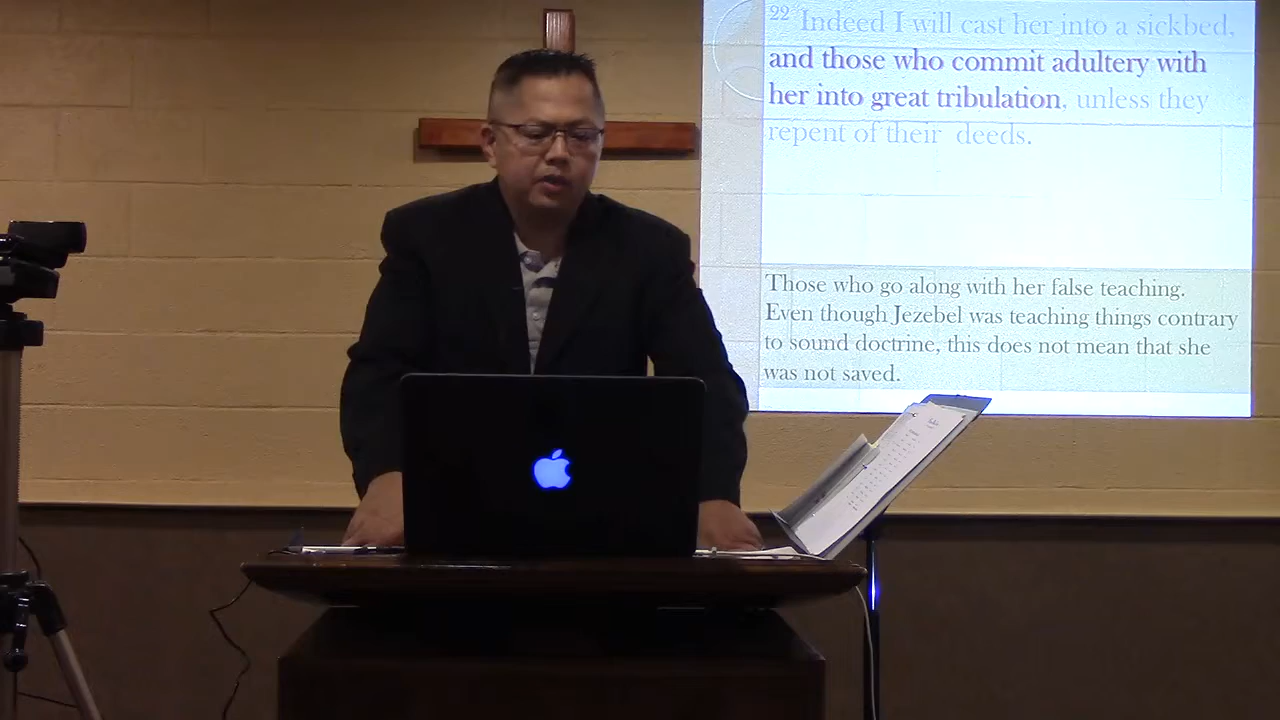 22 Indeed I will cast her into a sickbed,
and those who commit adultery with
her into great tribulation, unless they
repent of their deeds.
Those who go along with her false teaching.
Even though Jezebel was teaching things contrary
to sound doctrine, this does not mean that she
was not saved.